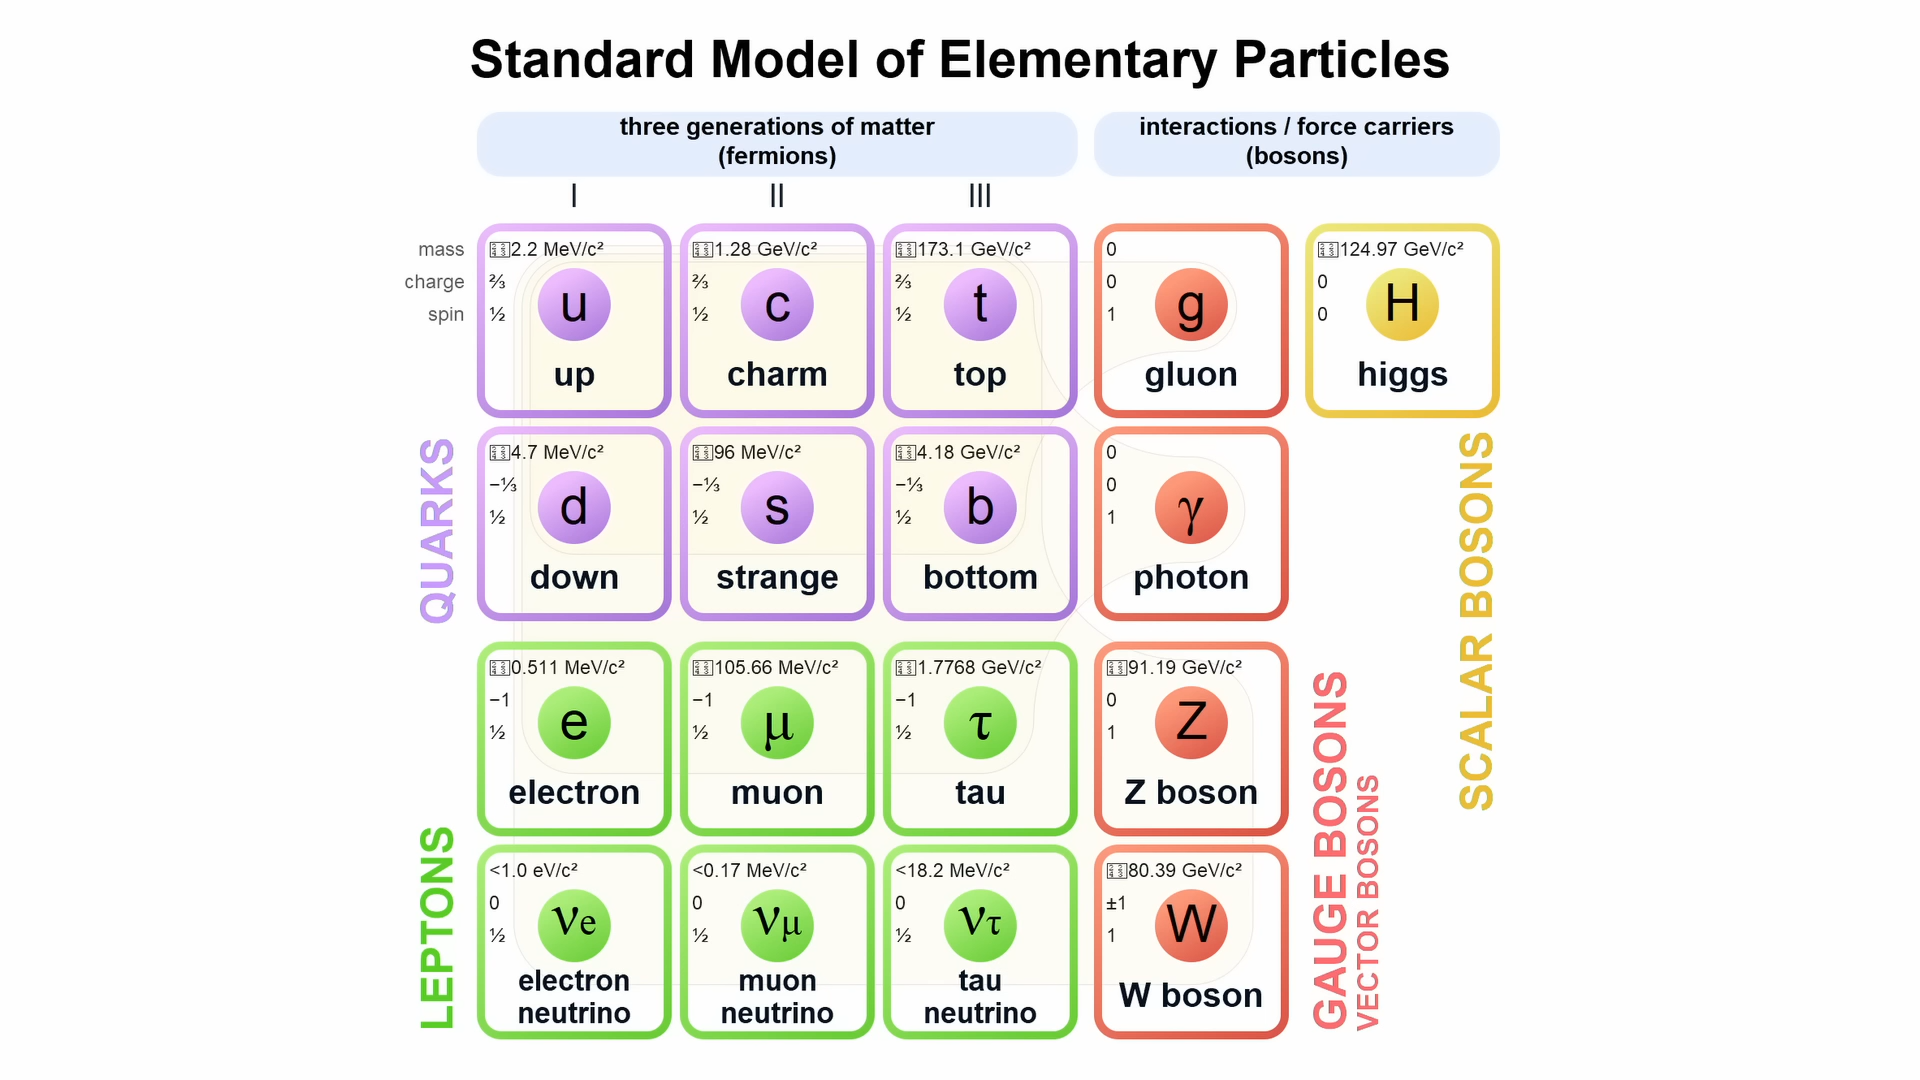 Standard Model of Elementary Particles
three generations of matter
(fermions)
interactions / force carriers
(bosons)
I
II
III
mass
charge
spin
2.2 MeV/c²
⅔
½
u
up
1.28 GeV/c²
⅔
½
c
charm
173.1 GeV/c²
⅔
½
t
top
0
0
1
g
gluon
124.97 GeV/c²
0
0
H
higgs
QUARKS
4.7 MeV/c²
−⅓
½
d
down
96 MeV/c²
−⅓
½
s
strange
4.18 GeV/c²
−⅓
½
b
bottom
0
0
1
γ
photon
SCALAR BOSONS
0.511 MeV/c²
−1
½
e
electron
105.66 MeV/c²
−1
½
μ
muon
1.7768 GeV/c²
−1
½
τ
tau
91.19 GeV/c²
0
1
Z
Z boson
LEPTONS
<1.0 eV/c²
0
½
νe
electron
neutrino
<0.17 MeV/c²
0
½
νμ
muon
neutrino
<18.2 MeV/c²
0
½
ντ
tau
neutrino
80.39 GeV/c²
±1
1
W
W boson
GAUGE BOSONS
VECTOR BOSONS